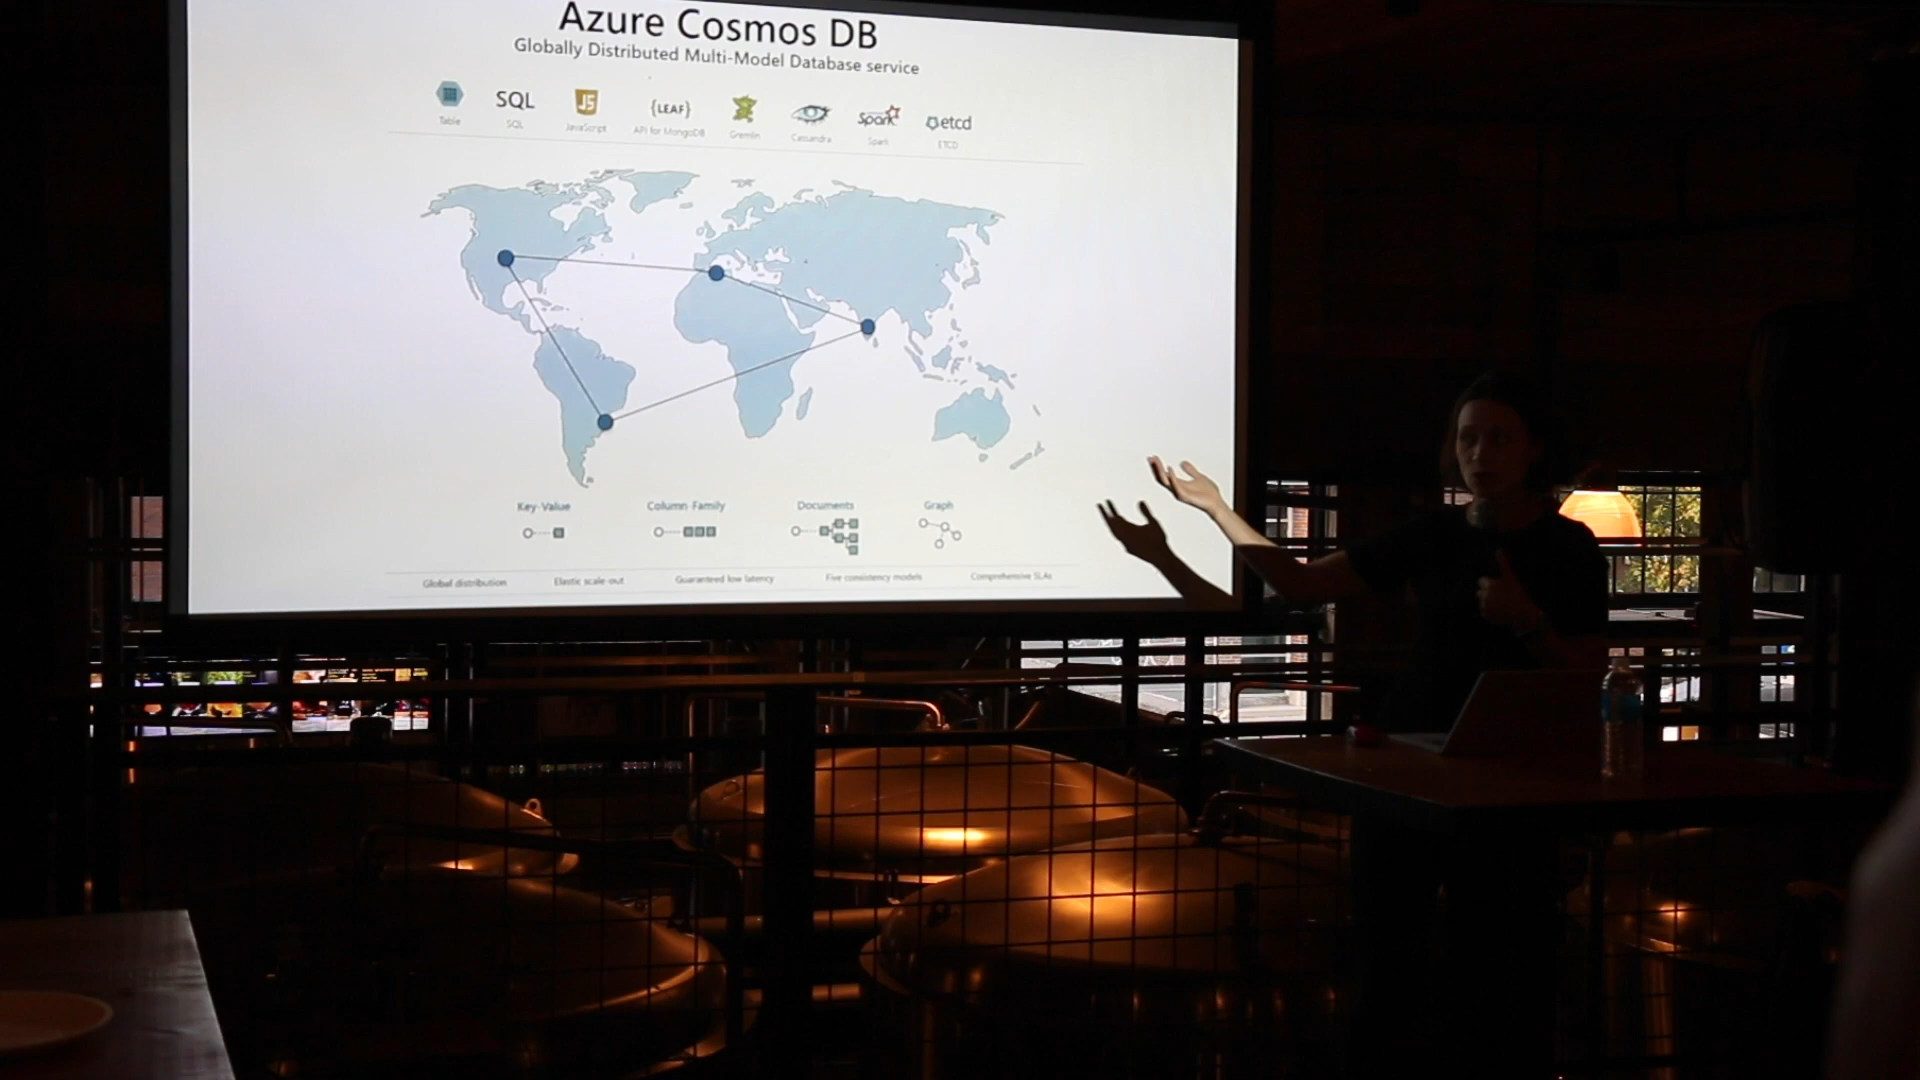 Azure Cosmos DB
Globally Distributed Multi-Model Database service
SQL JS {LEAF} Spark etcd
Table SQL JavaScript API for MongoDB Gremlin Cassandra Spark ETCD
Key-Value Column-Family Documents Graph
Global distribution Elastic scale-out Guaranteed low latency Five consistency models Comprehensive SLAs